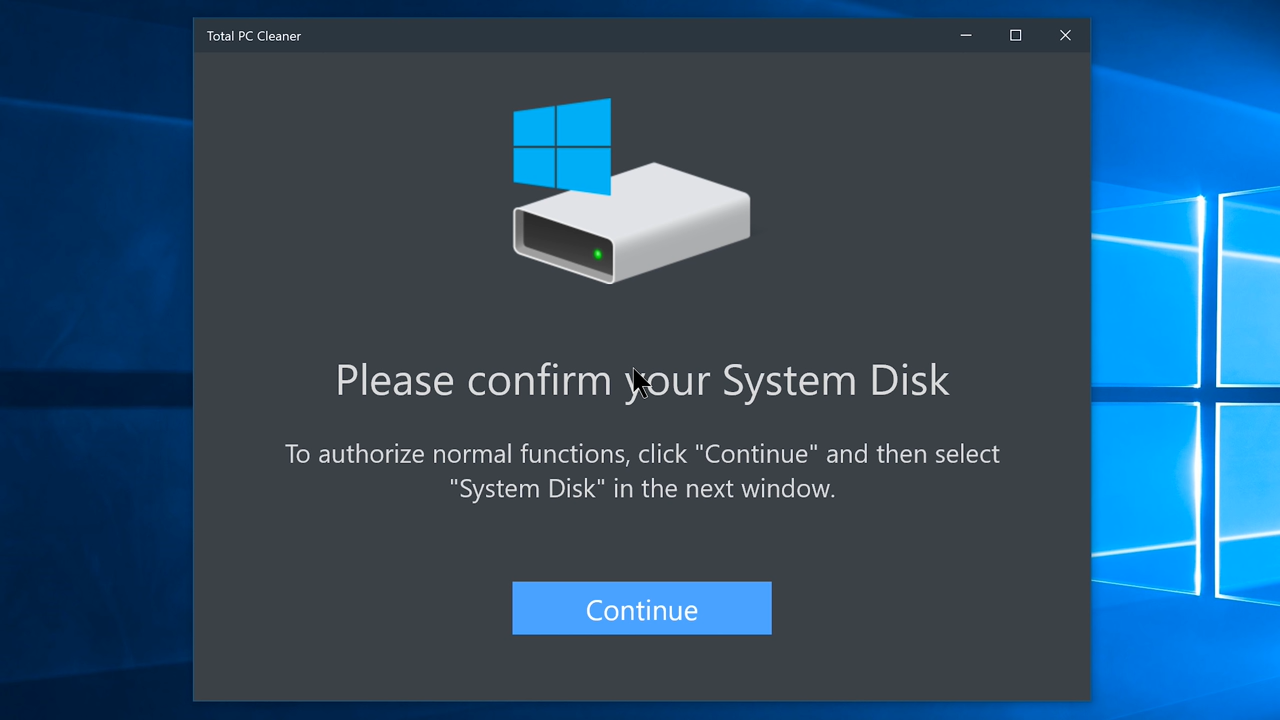 Total PC Cleaner
Please confirm your System Disk
To authorize normal functions, click "Continue" and then select
"System Disk" in the next window.
Continue